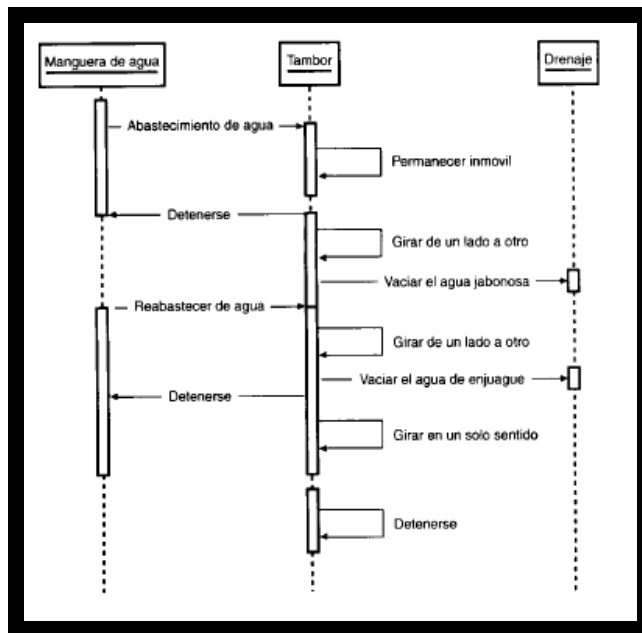 Manguera de agua
Tambor
Drenaje
Abastecimiento de agua
Permanecer inmóvil
Detenerse
Girar de un lado a otro
Vaciar el agua jabonosa
Reabastecer de agua
Girar de un lado a otro
Vaciar el agua de enjuague
Detenerse
Girar en un solo sentido
Detenerse